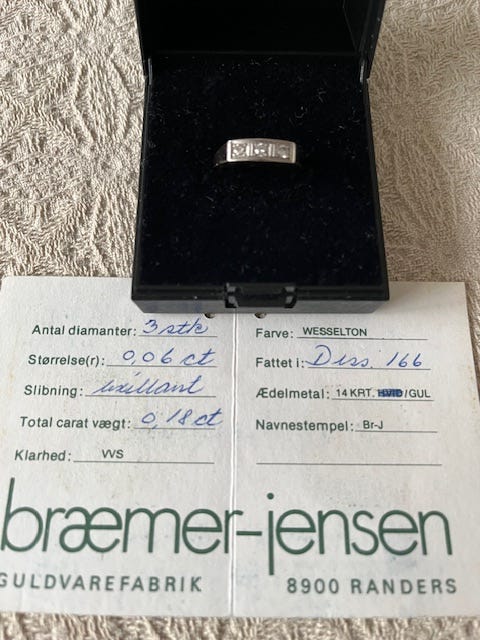 Antal diamanter: 3 stk
Størrelse(r): 0,06 ct
Slibning: brillant
Total carat vægt: 0,18 ct
Klarhed: VVS
Farve: WESSELTON
Fattet i: Diss. 166
Ædelmetal: 14 KRT. HVID/GUL
Navnestempel: Br-J
bræmer-jensen
GULDVAREFABRIK 8900 RANDERS